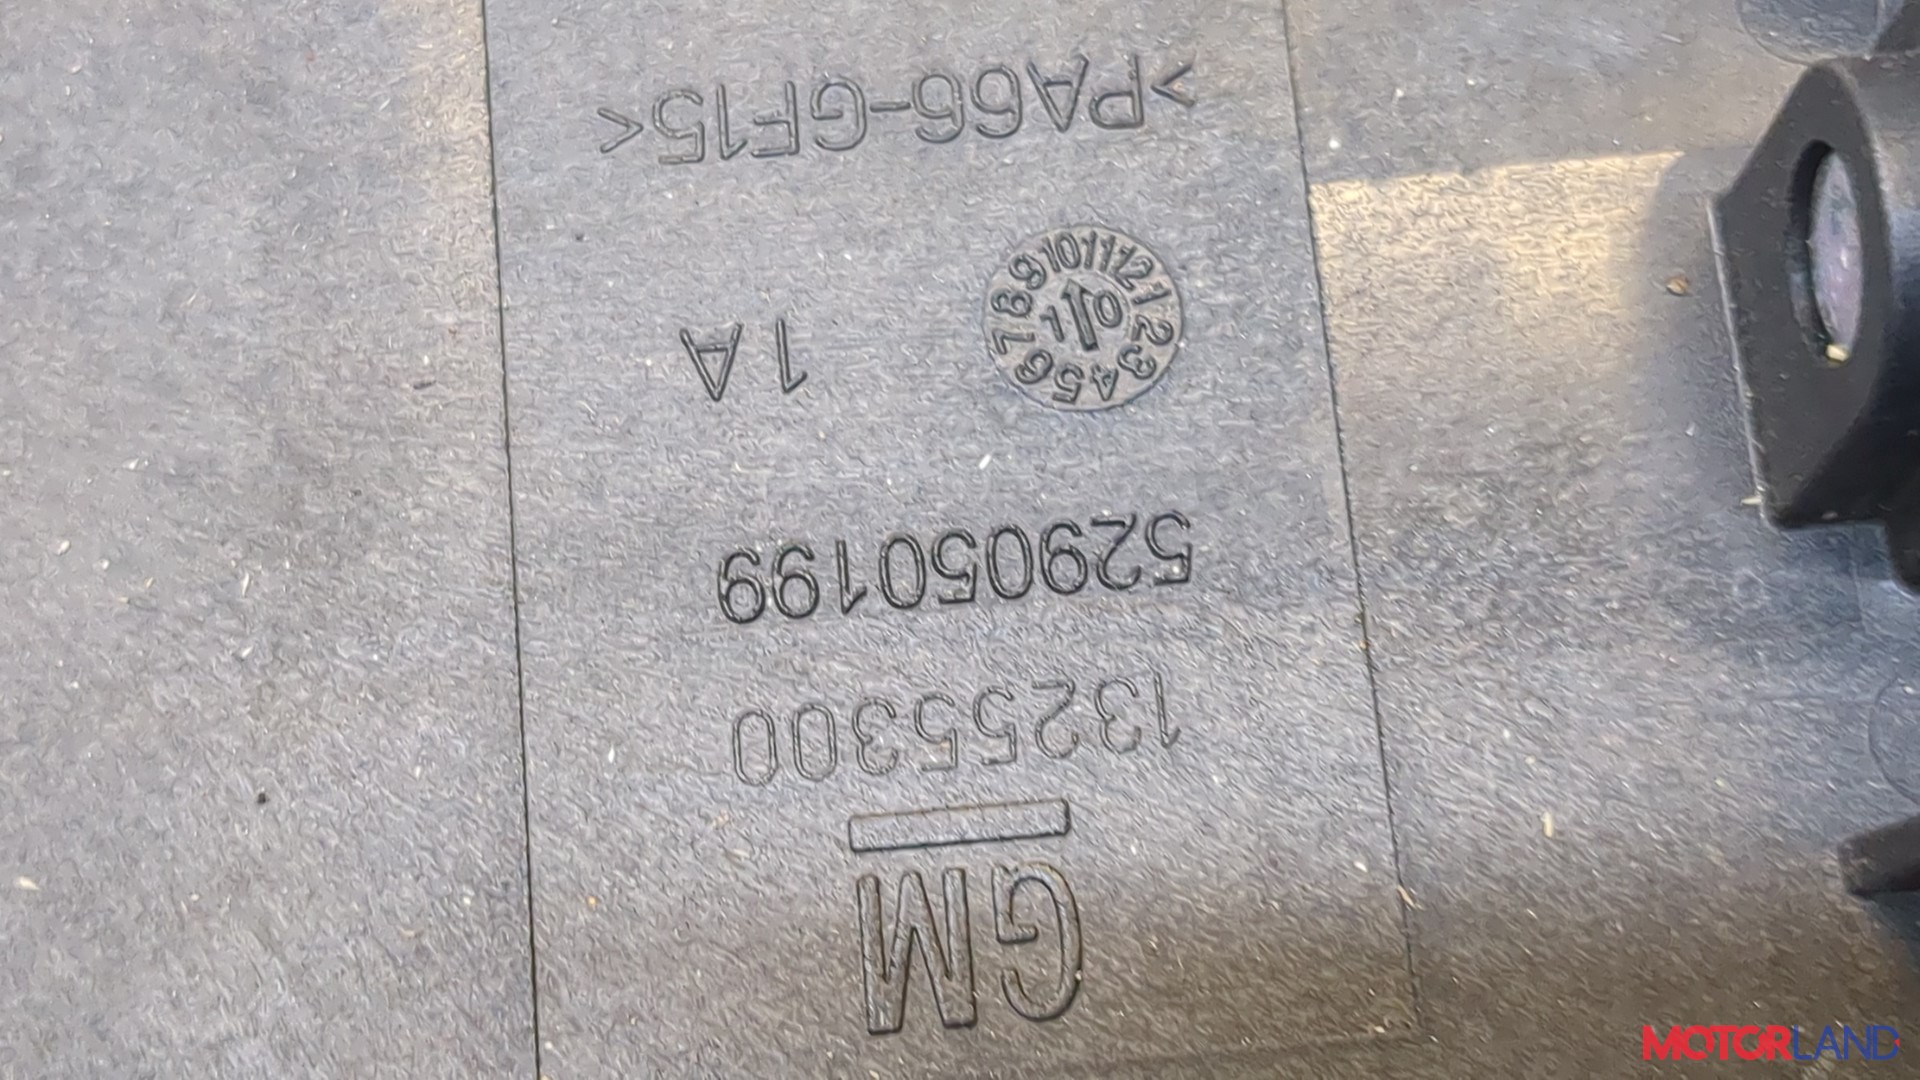 GM
13255300
529050199
1 2 3 4 5 6 7 8 9 10 11 12
1 0
1A
>PA66-GF15<
MOTORLAND